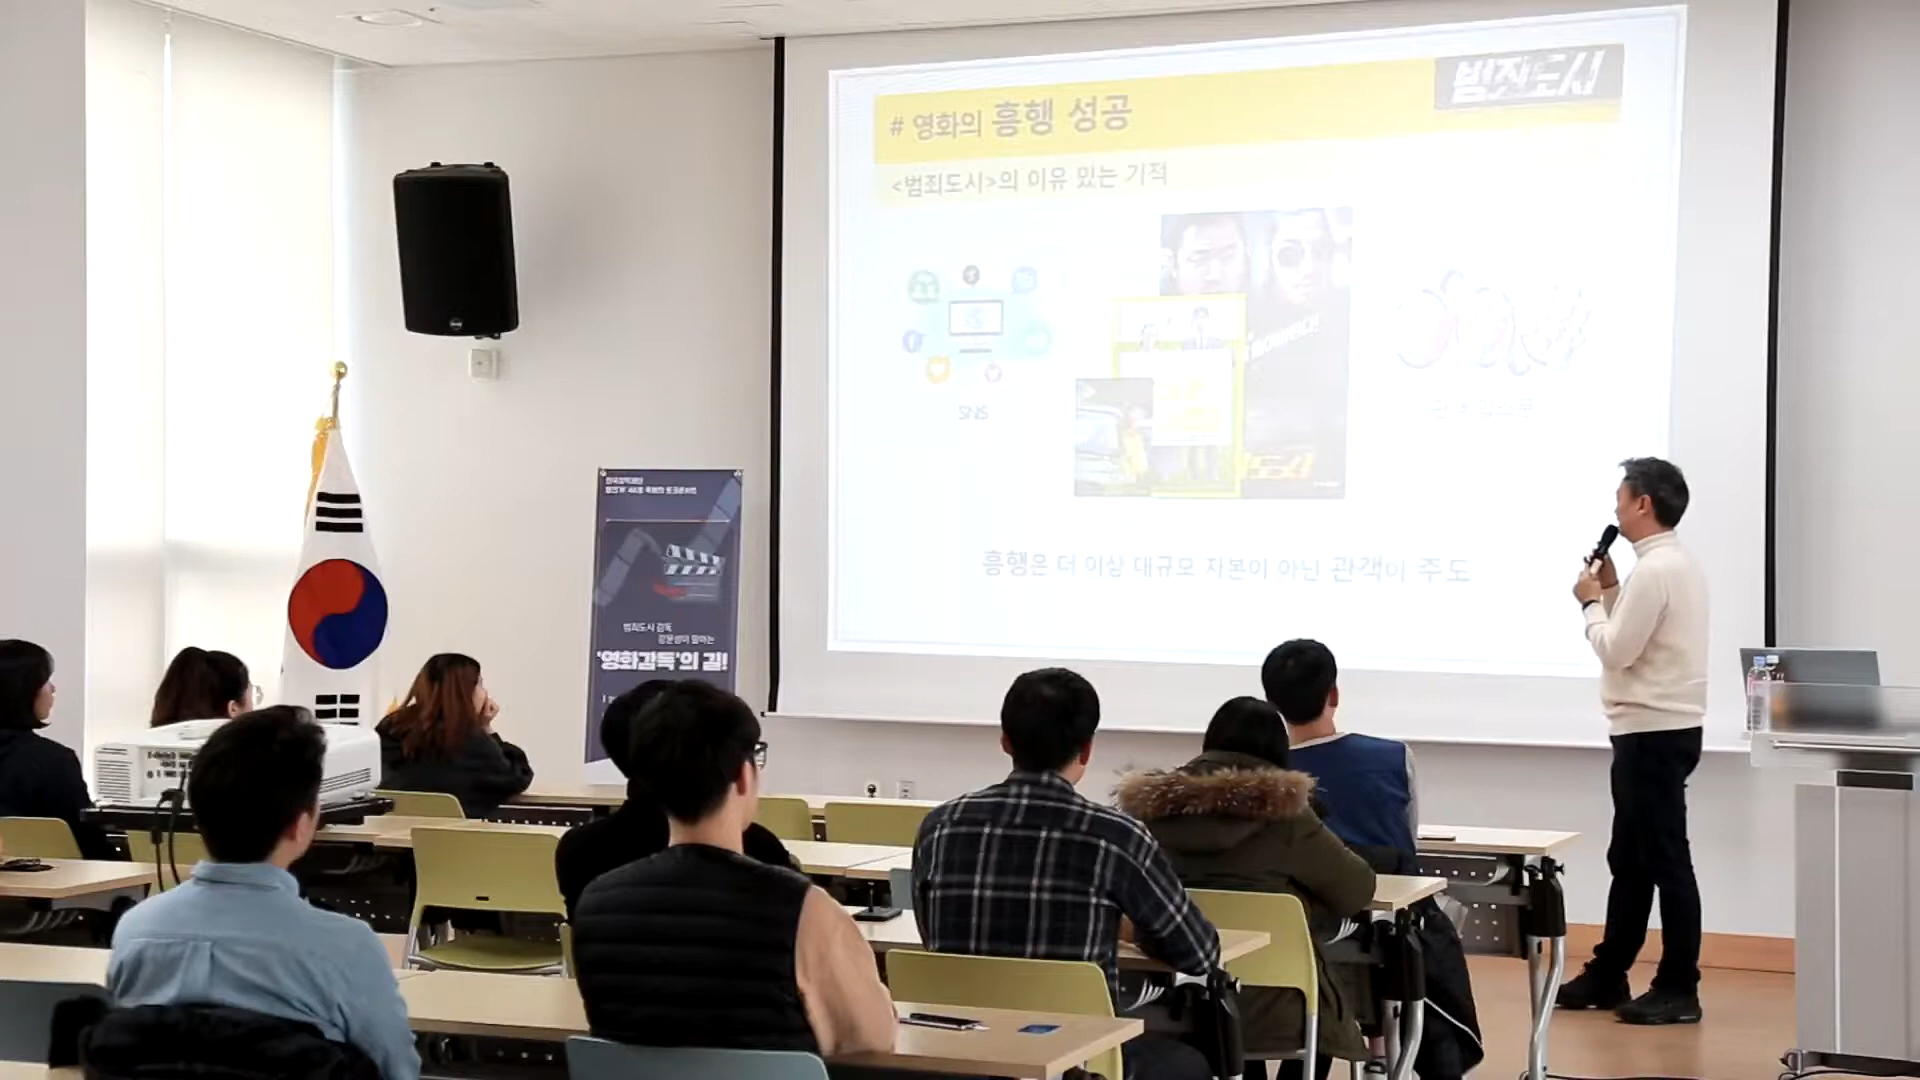 범죄도시
# 영화의 흥행 성공
<범죄도시>의 이유 있는 기적
SNS
흥행은 더 이상 대규모 자본이 아닌 관객이 주도
범죄도시 감독
강윤성이 말하는
'영화감독'의 길!